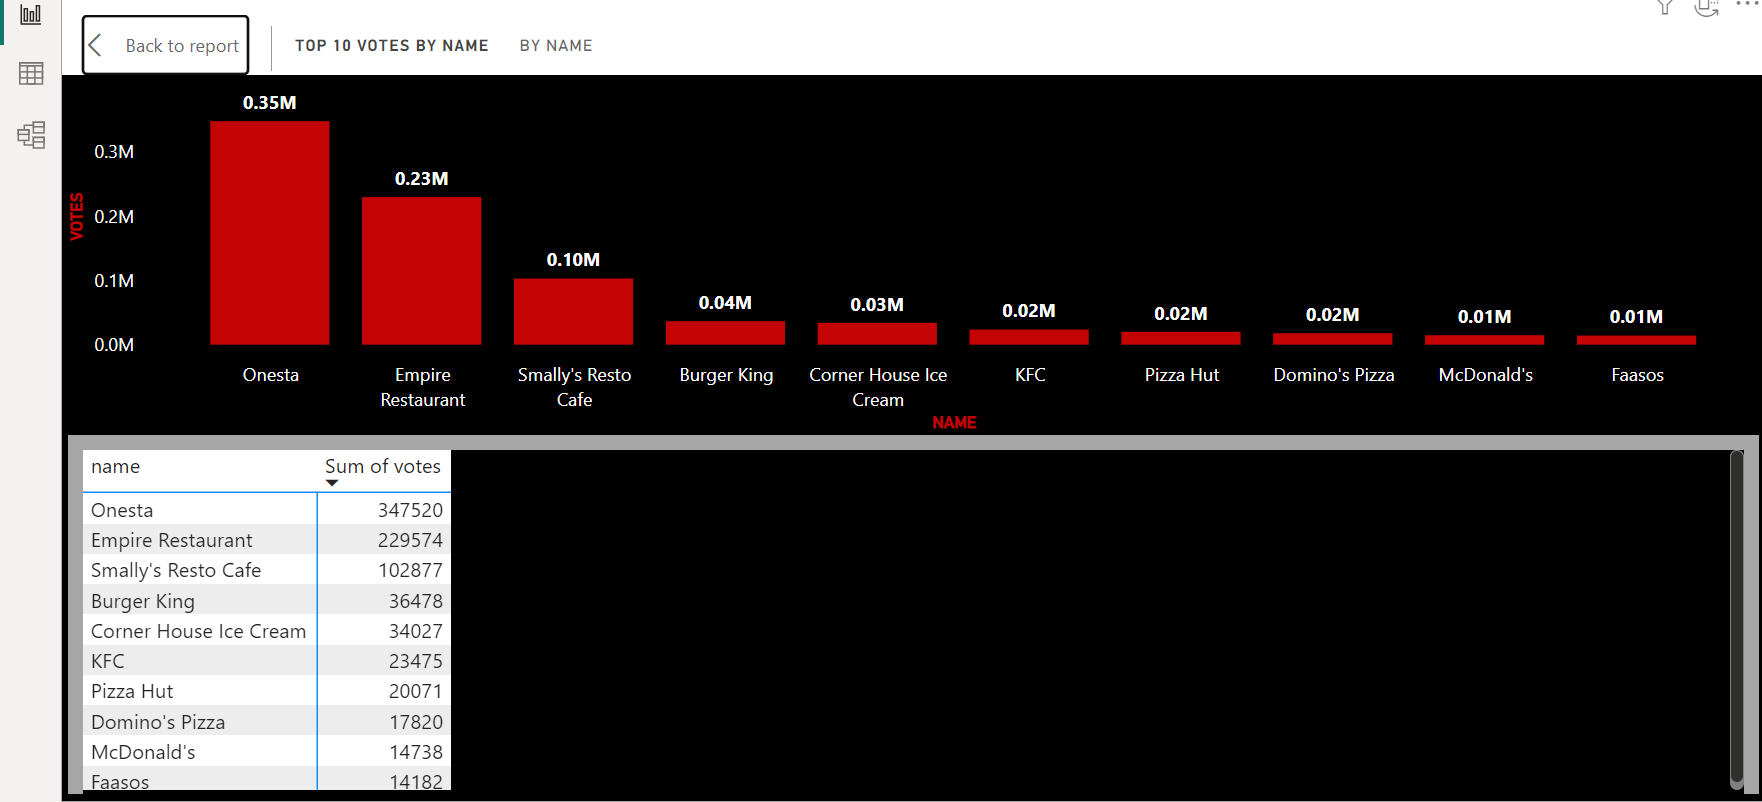 Back to report
TOP 10 VOTES BY NAME
BY NAME
0.35M
0.23M
0.10M
0.04M
0.03M
0.02M
0.02M
0.02M
0.01M
0.01M
0.3M
0.2M
0.1M
0.0M
VOTES
Onesta
Empire
Restaurant
Smally's Resto
Cafe
Burger King
Corner House Ice
Cream
KFC
Pizza Hut
Domino's Pizza
McDonald's
Faasos
NAME
name Sum of votes
Onesta 347520
Empire Restaurant 229574
Smally's Resto Cafe 102877
Burger King 36478
Corner House Ice Cream 34027
KFC 23475
Pizza Hut 20071
Domino's Pizza 17820
McDonald's 14738
Faasos 14182